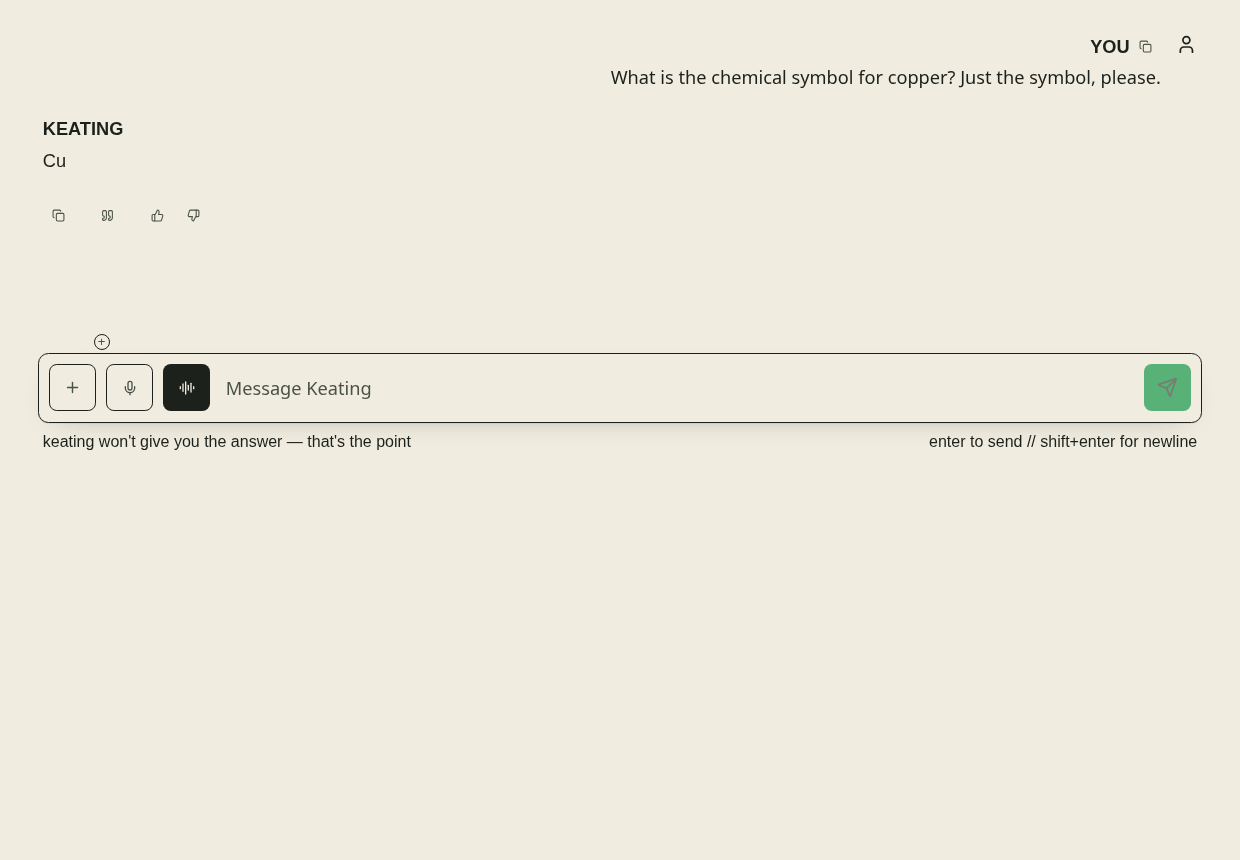 YOU
What is the chemical symbol for copper? Just the symbol, please.
KEATING
Cu
Message Keating
keating won't give you the answer — that's the point
enter to send // shift+enter for newline